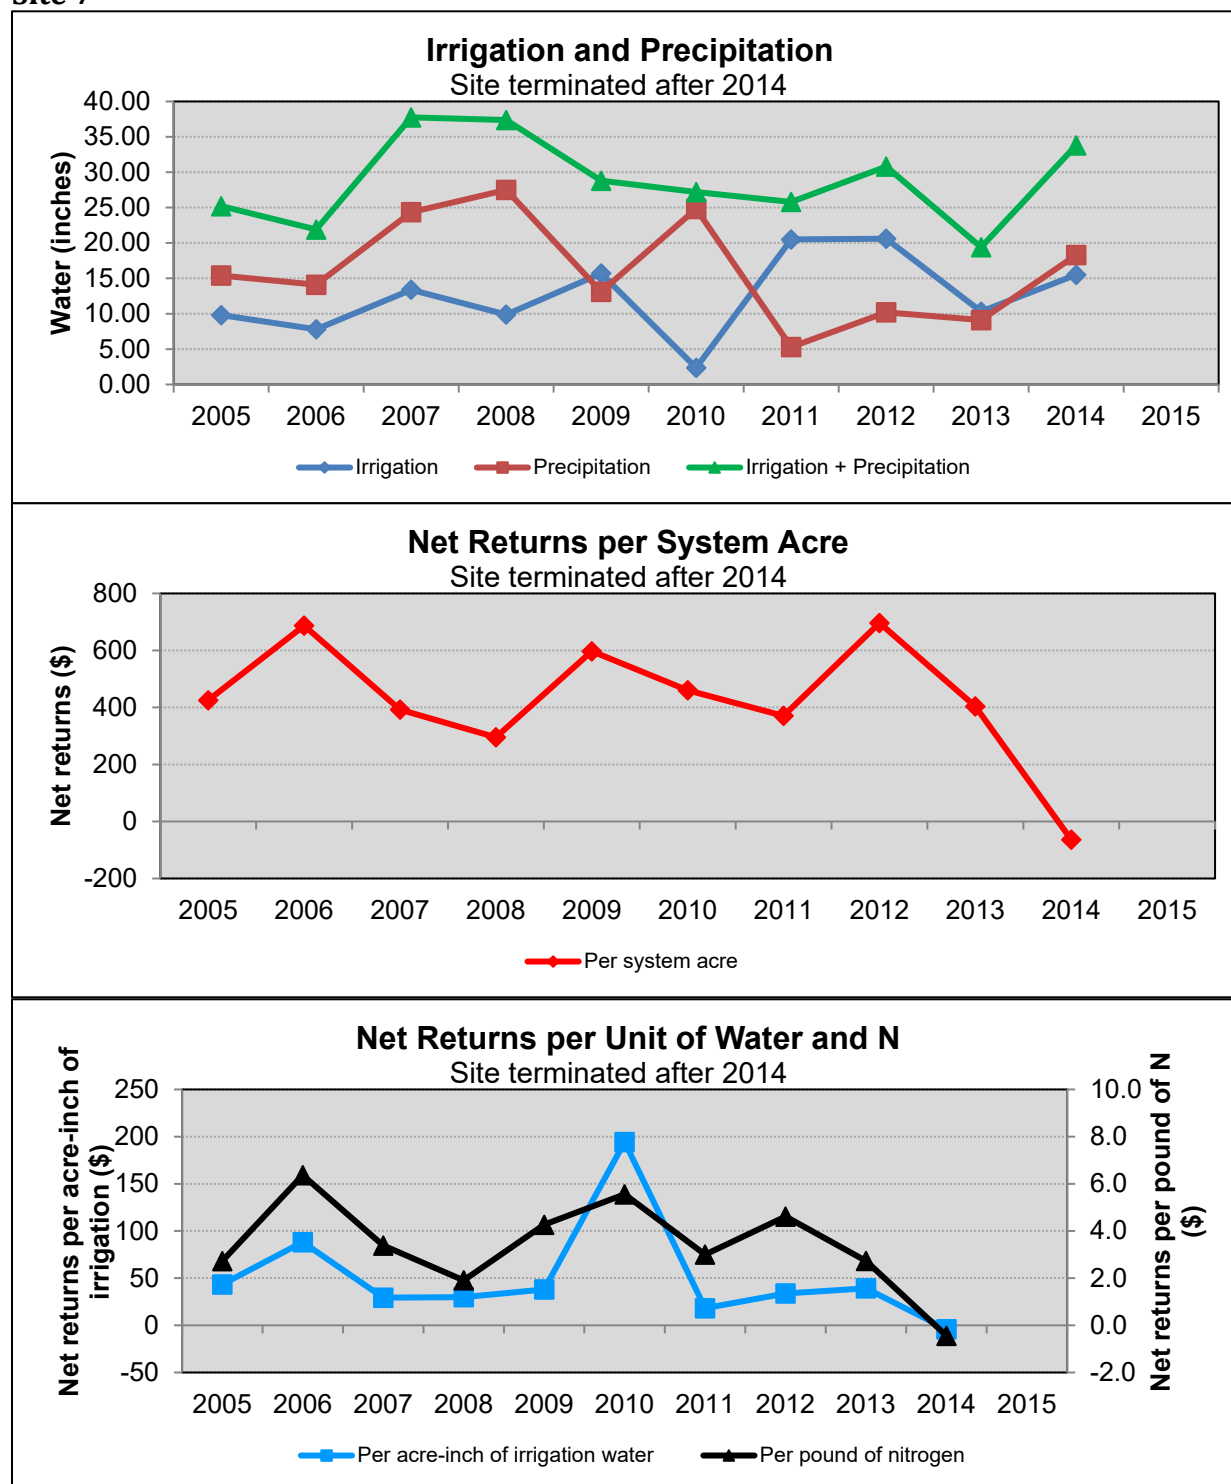 Site 7
Irrigation and Precipitation
Site terminated after 2014
Water (inches)
40.00
35.00
30.00
25.00
20.00
15.00
10.00
5.00
0.00
2005 2006 2007 2008 2009 2010 2011 2012 2013 2014 2015
Irrigation Precipitation Irrigation + Precipitation
Net Returns per System Acre
Site terminated after 2014
Net returns ($)
800
600
400
200
0
-200
2005 2006 2007 2008 2009 2010 2011 2012 2013 2014 2015
Per system acre
Net Returns per Unit of Water and N
Site terminated after 2014
Net returns per acre-inch of
irrigation ($)
250
200
150
100
50
0
-50
10.0
8.0
6.0
4.0
2.0
0.0
-2.0
Net returns per pound of N
($)
2005 2006 2007 2008 2009 2010 2011 2012 2013 2014 2015
Per acre-inch of irrigation water Per pound of nitrogen